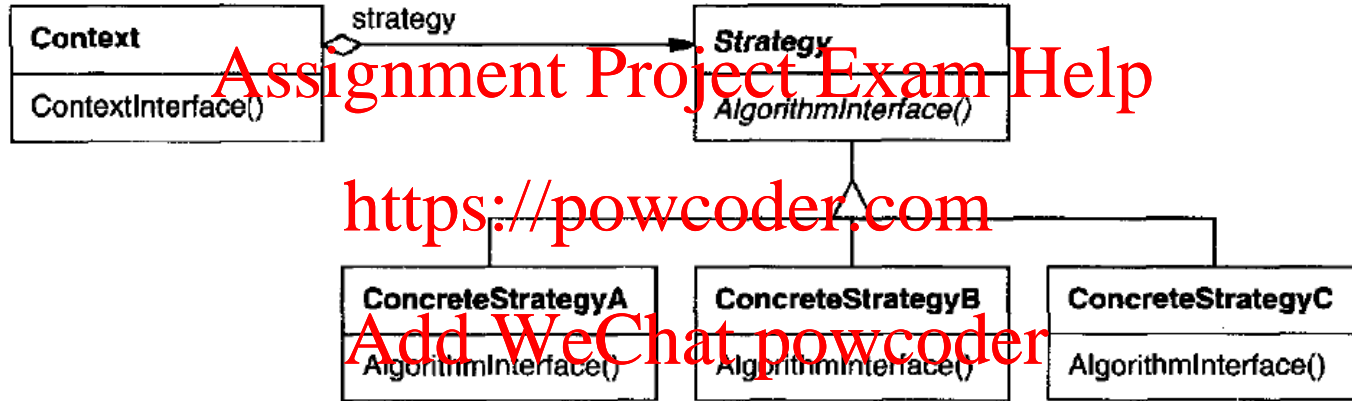 strategy
Context
Strategy
Assignment Project Exam Help
ContextInterface()
AlgorithmInterface()
https://powcoder.com
ConcreteStrategyA
ConcreteStrategyB
ConcreteStrategyC
Add WeChat powcoder
AlgorithmInterface()
AlgorithmInterface()
AlgorithmInterface()